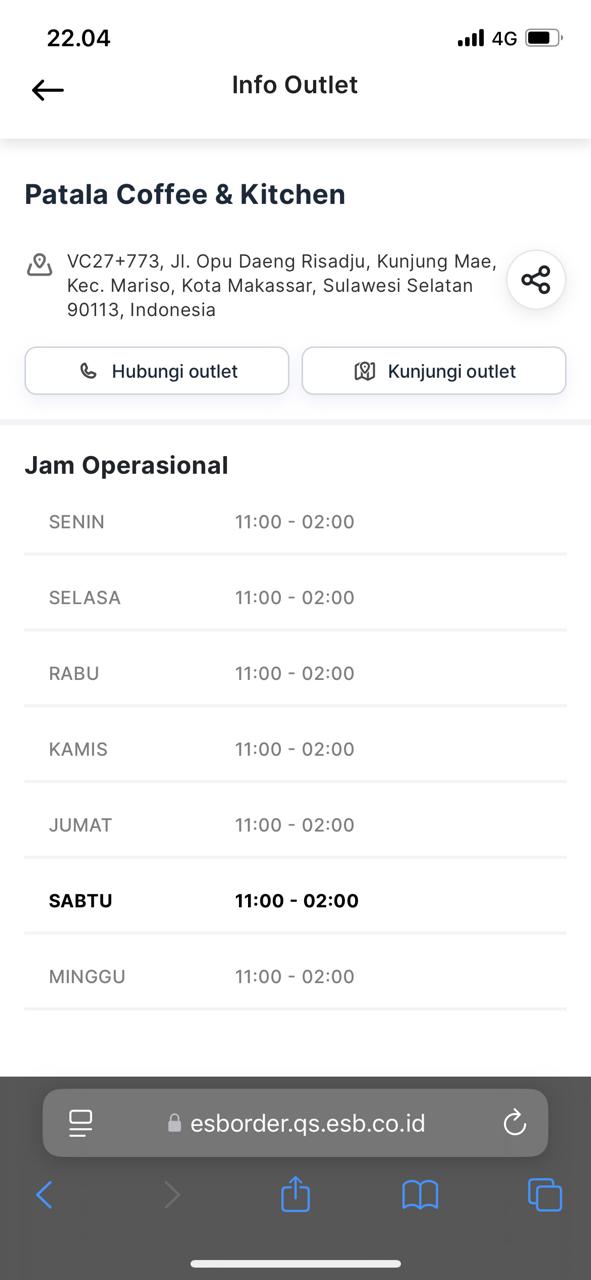 22.04
4G
Info Outlet
Patala Coffee & Kitchen
VC27+773, Jl. Opu Daeng Risadju, Kunjung Mae,
Kec. Mariso, Kota Makassar, Sulawesi Selatan
90113, Indonesia
Hubungi outlet
Kunjungi outlet
Jam Operasional
SENIN 11:00 - 02:00
SELASA 11:00 - 02:00
RABU 11:00 - 02:00
KAMIS 11:00 - 02:00
JUMAT 11:00 - 02:00
SABTU 11:00 - 02:00
MINGGU 11:00 - 02:00
esborder.qs.esb.co.id